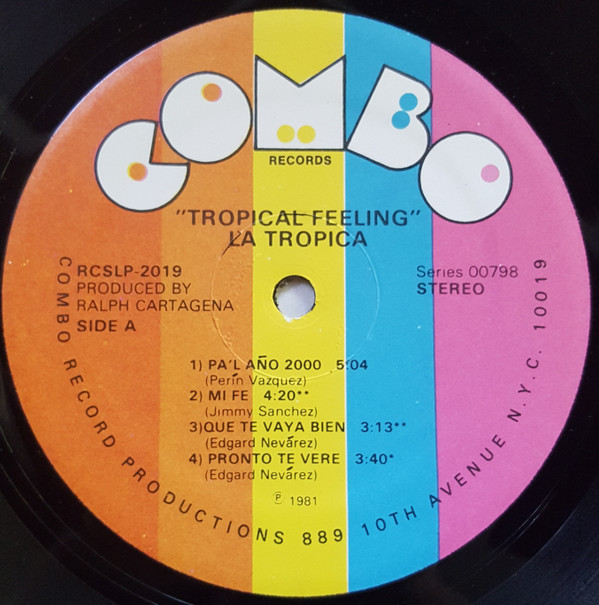 COMBO
RECORDS
"TROPICAL FEELING"
LA TROPICA
RCSLP-2019
PRODUCED BY
RALPH CARTAGENA
SIDE A
Series 00798
STEREO
1) PA'L AÑO 2000 5:04
(Perín Vazquez)
2) MI FE 4:20**
(Jimmy Sanchez)
3)QUE TE VAYA BIEN 3:13**
(Edgard Nevárez)
4) PRONTO TE VERE 3:40*
(Edgard Nevárez)
℗ 1981
COMBO RECORD PRODUCTIONS 889 10TH AVENUE N.Y.C. 10019